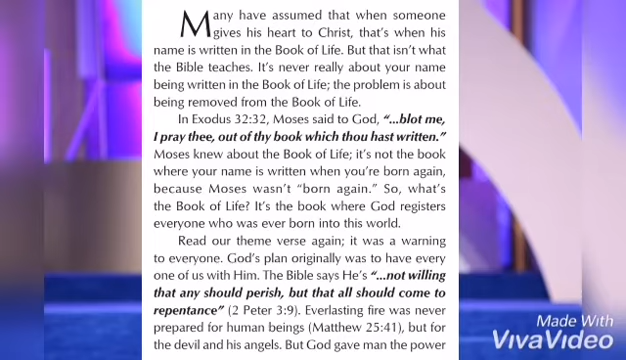 Many have assumed that when someone
gives his heart to Christ, that's when his
name is written in the Book of Life. But that isn't what
the Bible teaches. It's never really about your name
being written in the Book of Life; the problem is about
being removed from the Book of Life.
In Exodus 32:32, Moses said to God, "...blot me,
I pray thee, out of thy book which thou hast written."
Moses knew about the Book of Life; it's not the book
where your name is written when you're born again,
because Moses wasn't "born again." So, what's
the Book of Life? It's the book where God registers
everyone who was ever born into this world.
Read our theme verse again; it was a warning
to everyone. God's plan originally was to have every
one of us with Him. The Bible says He's "...not willing
that any should perish, but that all should come to
repentance" (2 Peter 3:9). Everlasting fire was never
prepared for human beings (Matthew 25:41), but for
the devil and his angels. But God gave man the power
Made With
VivaVideo